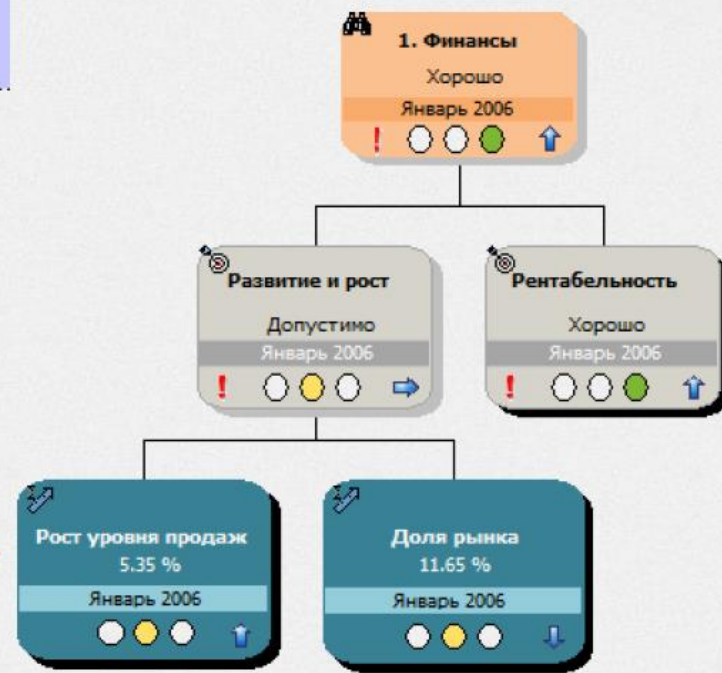 1. Финансы
Хорошо
Январь 2006
Развитие и рост
Допустимо
Январь 2006
Рентабельность
Хорошо
Январь 2006
Рост уровня продаж
5.35 %
Январь 2006
Доля рынка
11.65 %
Январь 2006